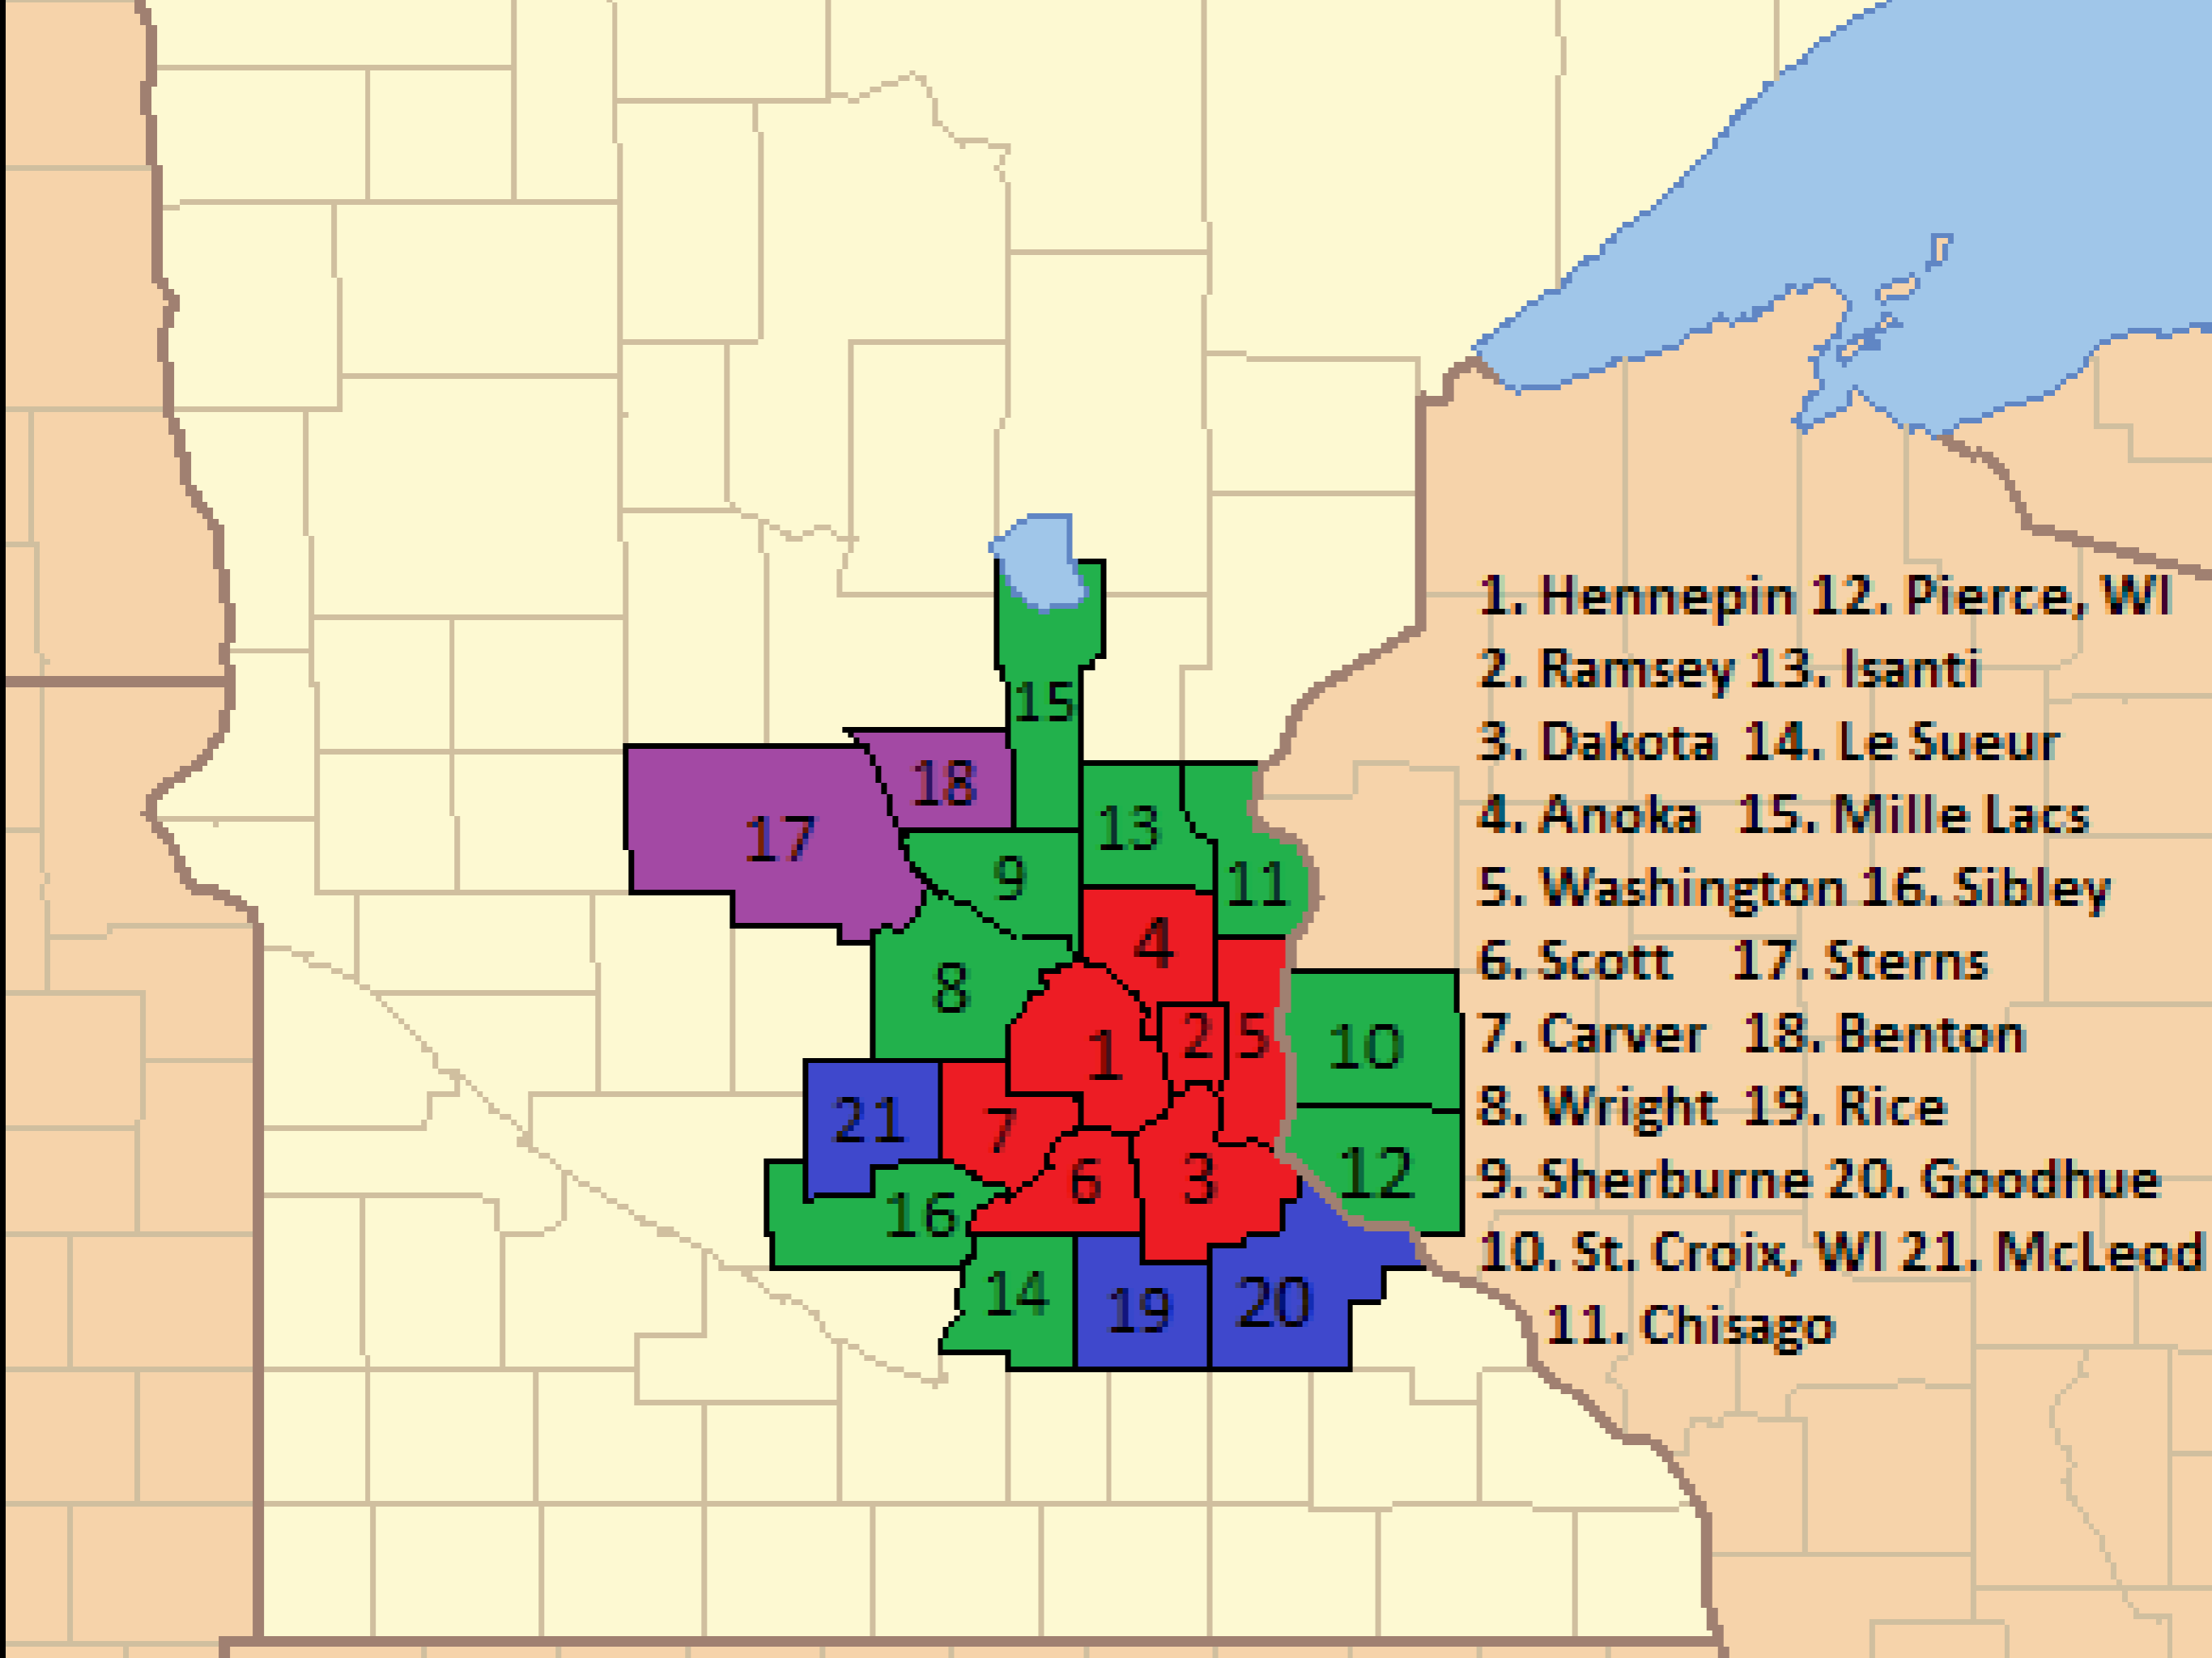 15
18
17
13
9
11
4
8
2
5
10
1
21
7
12
6
3
16
14
19
20
1. Hennepin 12. Pierce, WI
2. Ramsey 13. Isanti
3. Dakota 14. Le Sueur
4. Anoka 15. Mille Lacs
5. Washington 16. Sibley
6. Scott 17. Sterns
7. Carver 18. Benton
8. Wright 19. Rice
9. Sherburne 20. Goodhue
10. St. Croix, WI 21. McLeod
11. Chisago